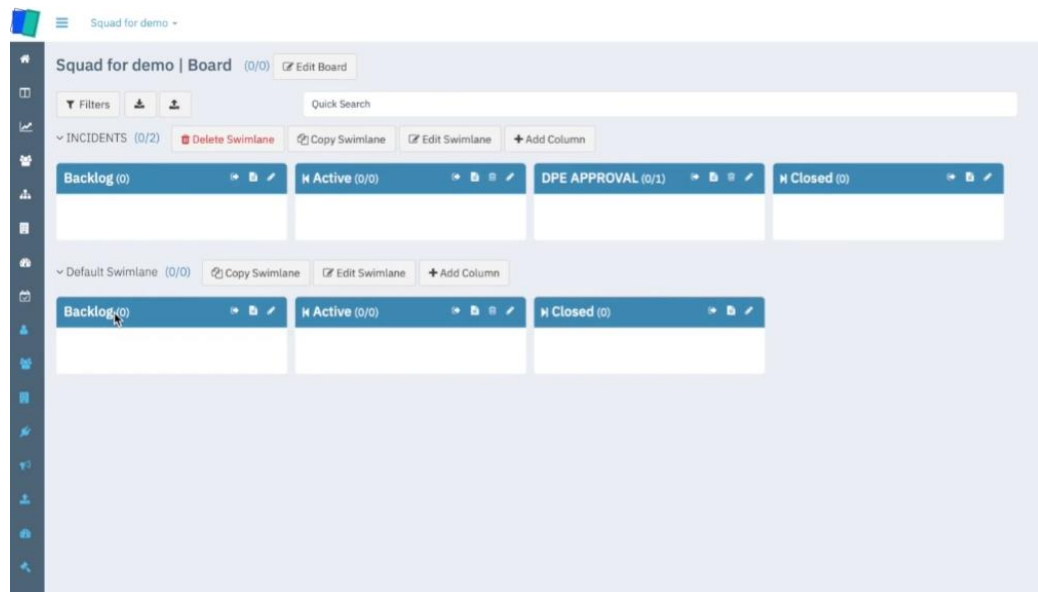 Squad for demo
Squad for demo | Board (0/0) Edit Board
Filters Quick Search
INCIDENTS (0/2) Delete Swimlane Copy Swimlane Edit Swimlane Add Column
Backlog (0) Active (0/0) DPE APPROVAL (0/1) Closed (0)
Default Swimlane (0/0) Copy Swimlane Edit Swimlane Add Column
Backlog (0) Active (0/0) Closed (0)